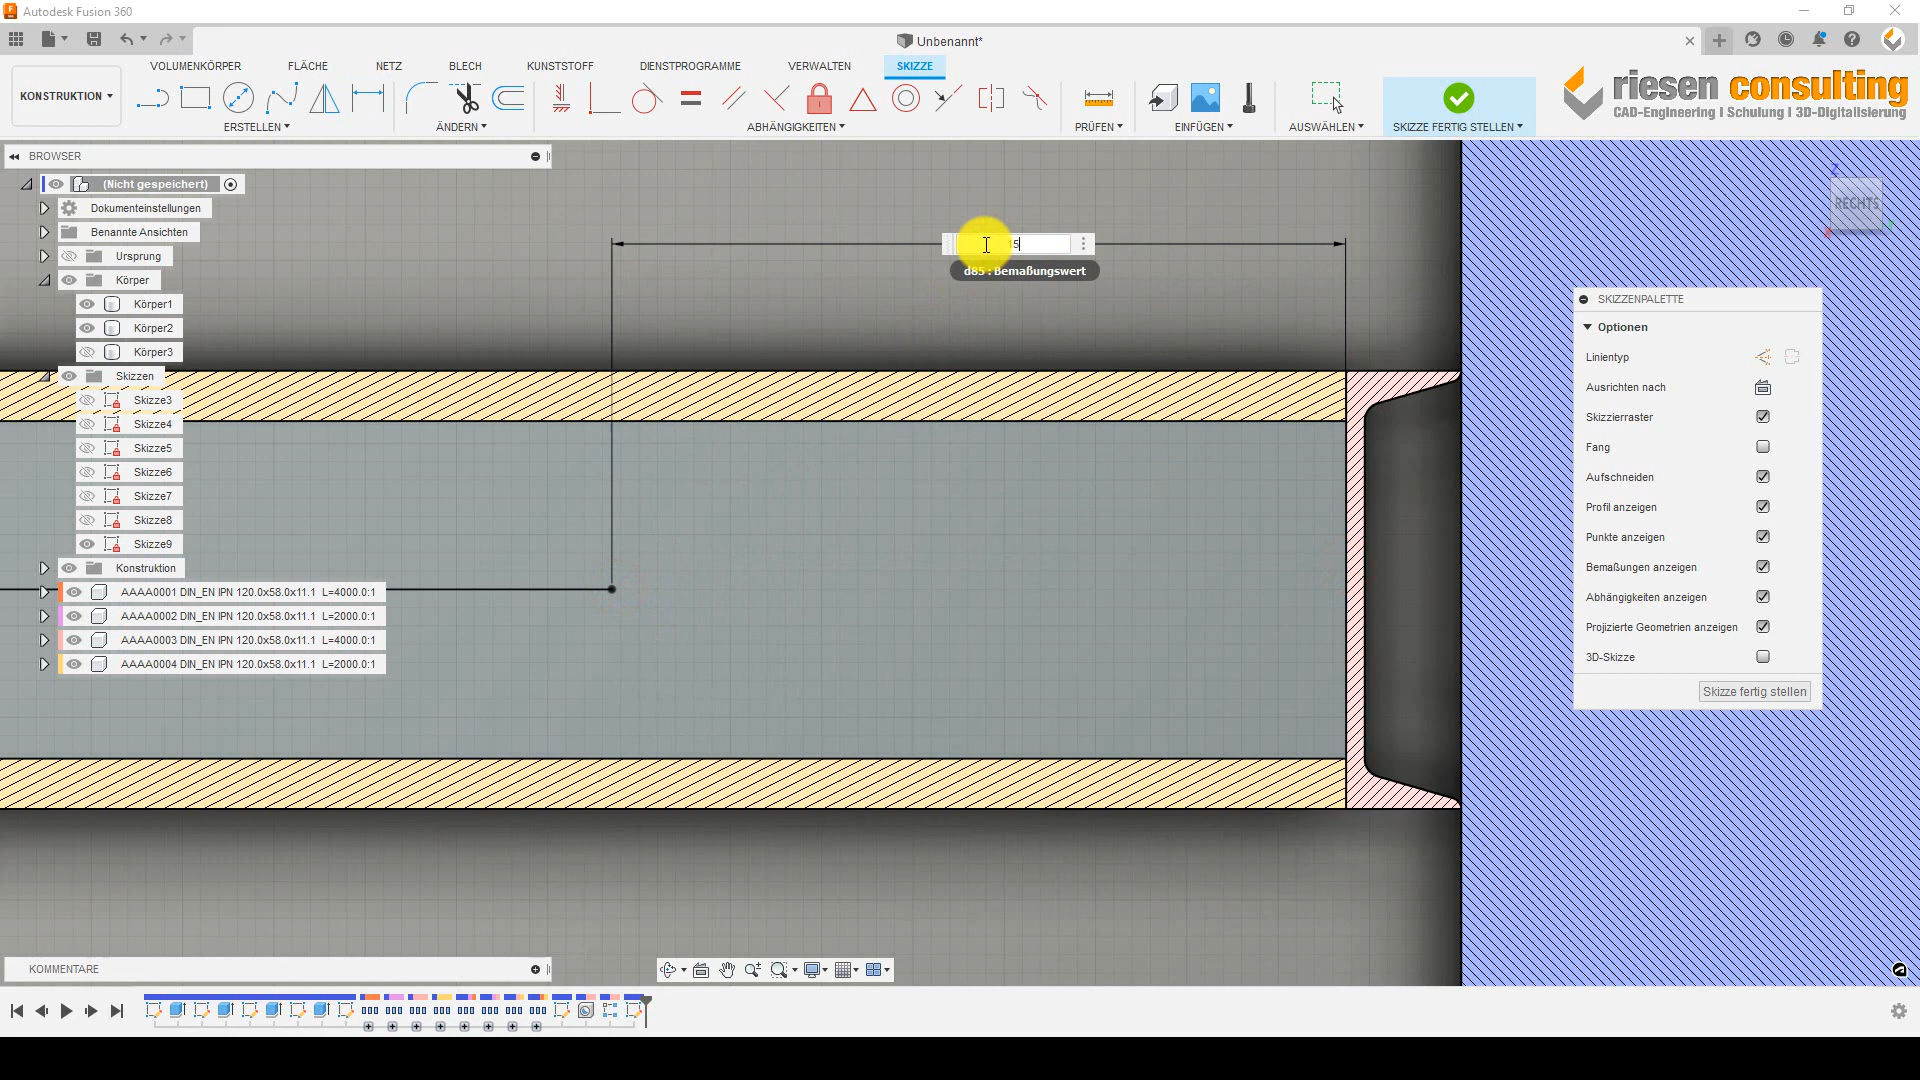 Autodesk Fusion 360
Unbenannt*
VOLUMENKÖRPER
FLÄCHE
NETZ
BLECH
KUNSTSTOFF
DIENSTPROGRAMME
VERWALTEN
SKIZZE
KONSTRUKTION
ERSTELLEN
ÄNDERN
ABHÄNGIGKEITEN
PRÜFEN
EINFÜGEN
AUSWÄHLEN
SKIZZE FERTIG STELLEN
riesen consulting
CAD-Engineering I Schulung I 3D-Digitalisierung
BROWSER
(Nicht gespeichert)
Dokumenteinstellungen
Benannte Ansichten
Ursprung
Körper
Körper1
Körper2
Körper3
Skizzen
Skizze3
Skizze4
Skizze5
Skizze6
Skizze7
Skizze8
Skizze9
Konstruktion
AAAA0001 DIN_EN IPN 120.0x58.0x11.1 L=4000.0:1
AAAA0002 DIN_EN IPN 120.0x58.0x11.1 L=2000.0:1
AAAA0003 DIN_EN IPN 120.0x58.0x11.1 L=4000.0:1
AAAA0004 DIN_EN IPN 120.0x58.0x11.1 L=2000.0:1
15
d85 : Bemaßungswert
Z
RECHTS
X
Y
SKIZZENPALETTE
Optionen
Linientyp
Ausrichten nach
Skizzierraster
Fang
Aufschneiden
Profil anzeigen
Punkte anzeigen
Bemaßungen anzeigen
Abhängigkeiten anzeigen
Projizierte Geometrien anzeigen
3D-Skizze
Skizze fertig stellen
KOMMENTARE